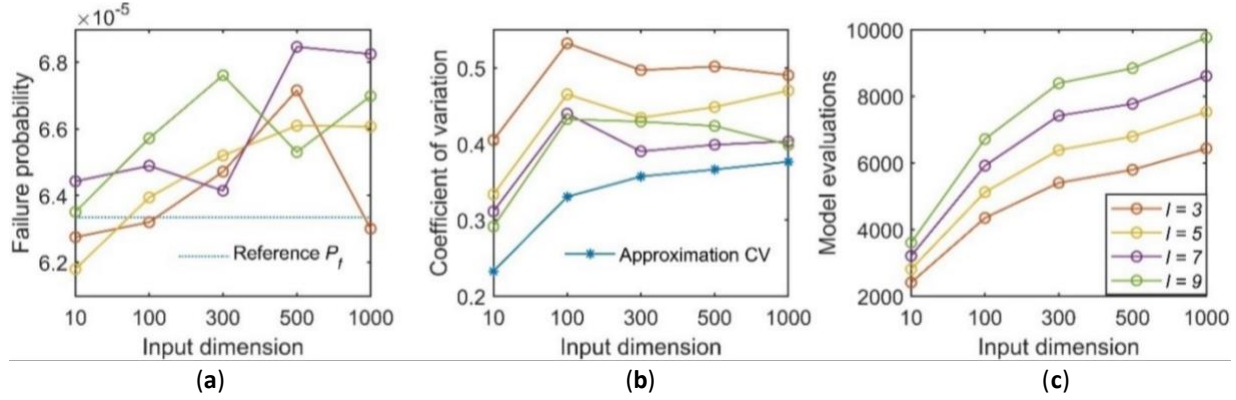 ×10⁻⁵
Failure probability
6.8
6.6
6.4
6.2
Reference P_f
10 100 300 500 1000
Input dimension
(a)
Coefficient of variation
0.5
0.4
0.3
0.2
Approximation CV
10 100 300 500 1000
Input dimension
(b)
Model evaluations
10000
8000
6000
4000
2000
l = 3
l = 5
l = 7
l = 9
10 100 300 500 1000
Input dimension
(c)